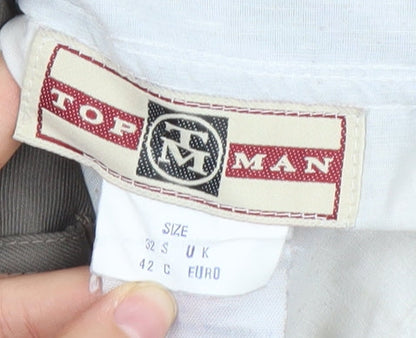 TOP TM MAN
SIZE
32 S UK
42 C EURO